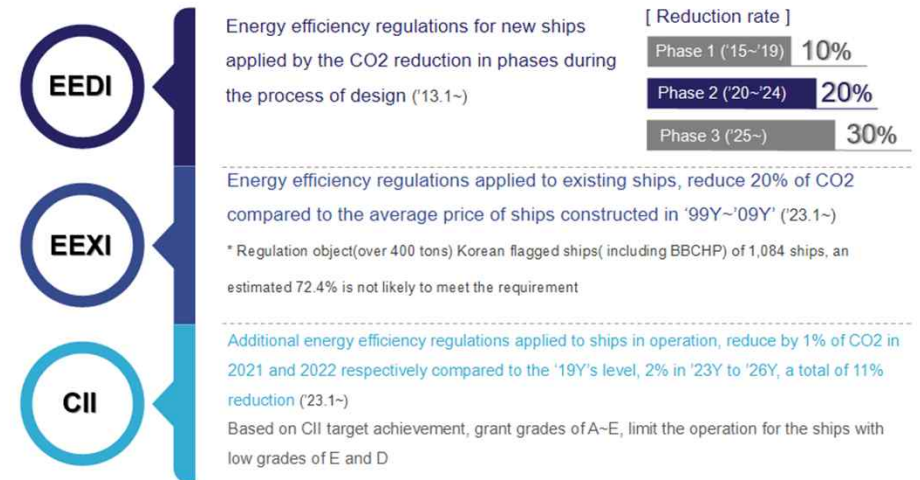 EEDI
Energy efficiency regulations for new ships
applied by the CO2 reduction in phases during
the process of design ('13.1~)
[ Reduction rate ]
Phase 1 ('15~'19) 10%
Phase 2 ('20~'24) 20%
Phase 3 ('25~) 30%
EEXI
Energy efficiency regulations applied to existing ships, reduce 20% of CO2
compared to the average price of ships constructed in ‘99Y~’09Y’ ('23.1~)
* Regulation object(over 400 tons) Korean flagged ships( including BBCHP) of 1,084 ships, an
estimated 72.4% is not likely to meet the requirement
CII
Additional energy efficiency regulations applied to ships in operation, reduce by 1% of CO2 in
2021 and 2022 respectively compared to the ‘19Y’s level, 2% in ’23Y to ’26Y, a total of 11%
reduction ('23.1~)
Based on CII target achievement, grant grades of A~E, limit the operation for the ships with
low grades of E and D